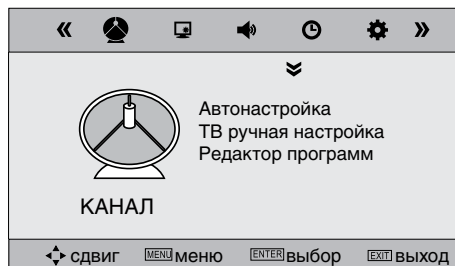 Автонастройка
ТВ ручная настройка
Редактор программ
КАНАЛ
сдвиг MENU меню ENTER выбор EXIT выход